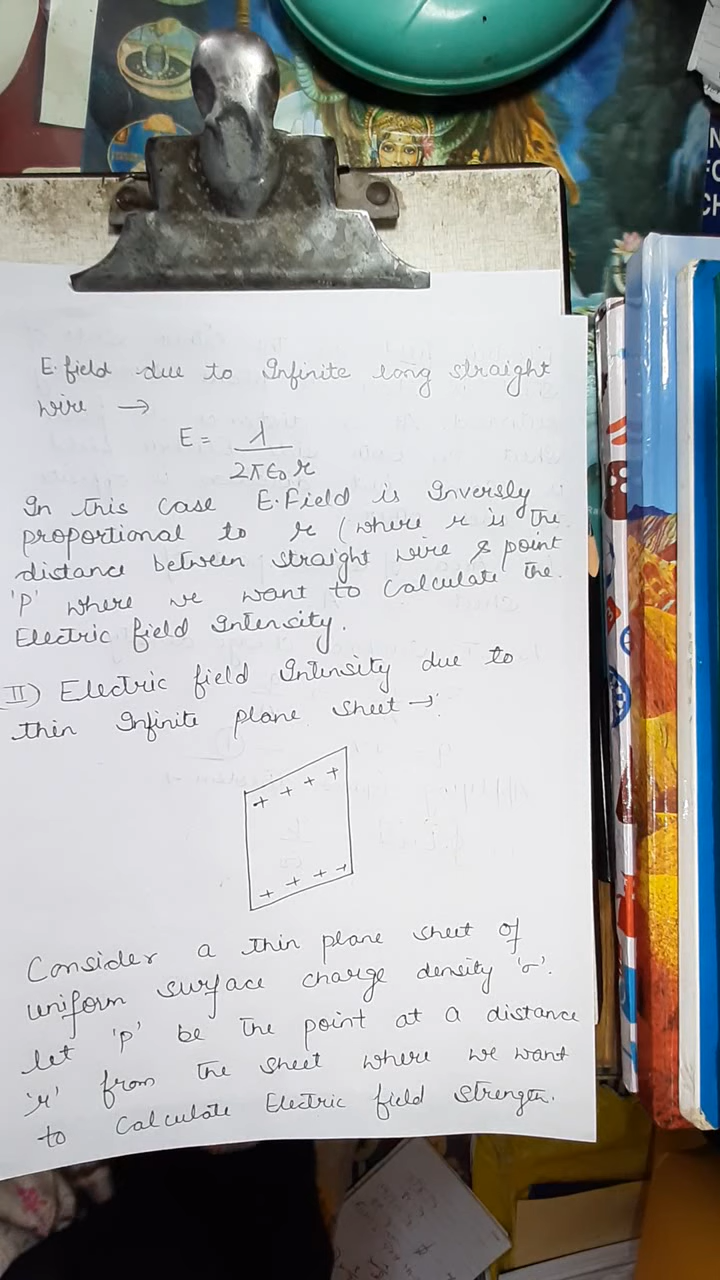 E.field due to Infinite long straight
wire →
E = λ
2πϵ₀r
In this case E.Field is Inversly
proportional to r (where r is the
distance between straight wire & point
'P' where we want to calculate the
Electric field Intensity.
II) Electric field Intensity due to
thin Infinite plane sheet →
+ + + +
+ + + +
Consider a thin plane sheet of
uniform surface charge density 'σ'.
let 'p' be the point at a distance
'r' from the sheet where we want
to calculate Electric field strength.